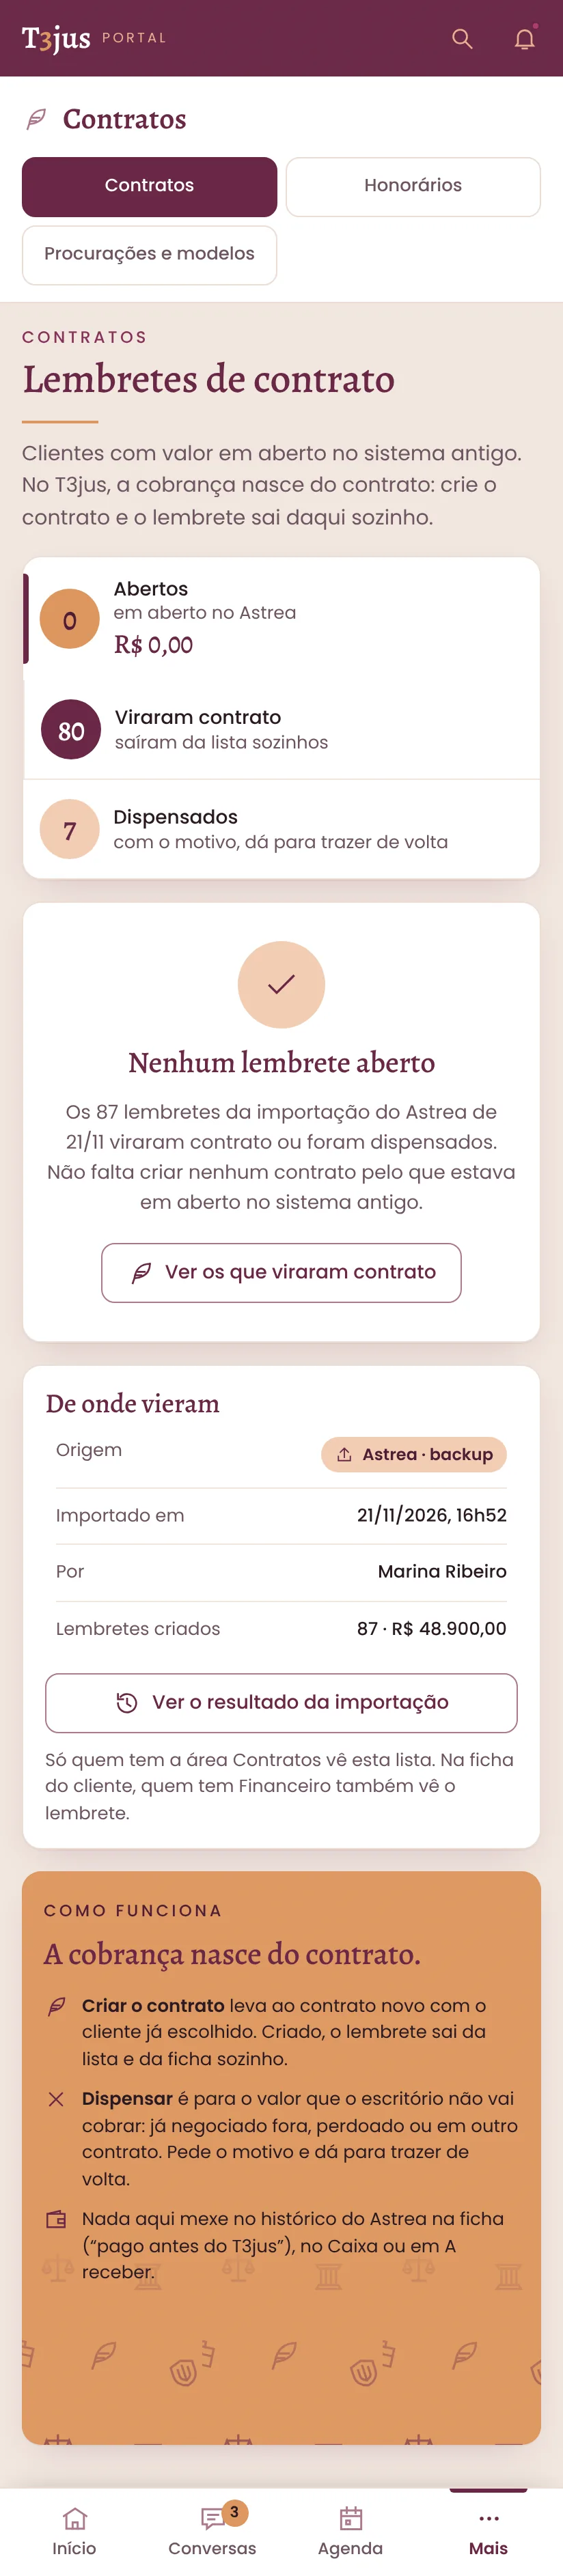 T3jus PORTAL
Contratos
Contratos
Honorários
Procurações e modelos
CONTRATOS
Lembretes de contrato
Clientes com valor em aberto no sistema antigo.
No T3jus, a cobrança nasce do contrato: crie o
contrato e o lembrete sai daqui sozinho.
0
Abertos
em aberto no Astrea
R$ 0,00
80
Viraram contrato
saíram da lista sozinhos
7
Dispensados
com o motivo, dá para trazer de volta
Nenhum lembrete aberto
Os 87 lembretes da importação do Astrea de
21/11 viraram contrato ou foram dispensados.
Não falta criar nenhum contrato pelo que estava
em aberto no sistema antigo.
Ver os que viraram contrato
De onde vieram
Origem
Astrea · backup
Importado em
21/11/2026, 16h52
Por
Marina Ribeiro
Lembretes criados
87 · R$ 48.900,00
Ver o resultado da importação
Só quem tem a área Contratos vê esta lista. Na ficha
do cliente, quem tem Financeiro também vê o
lembrete.
COMO FUNCIONA
A cobrança nasce do contrato.
Criar o contrato leva ao contrato novo com o
cliente já escolhido. Criado, o lembrete sai da
lista e da ficha sozinho.
Dispensar é para o valor que o escritório não vai
cobrar: já negociado fora, perdoado ou em outro
contrato. Pede o motivo e dá para trazer de
volta.
Nada aqui mexe no histórico do Astrea na ficha
(“pago antes do T3jus”), no Caixa ou em A
receber.
Início
3
Conversas
Agenda
Mais